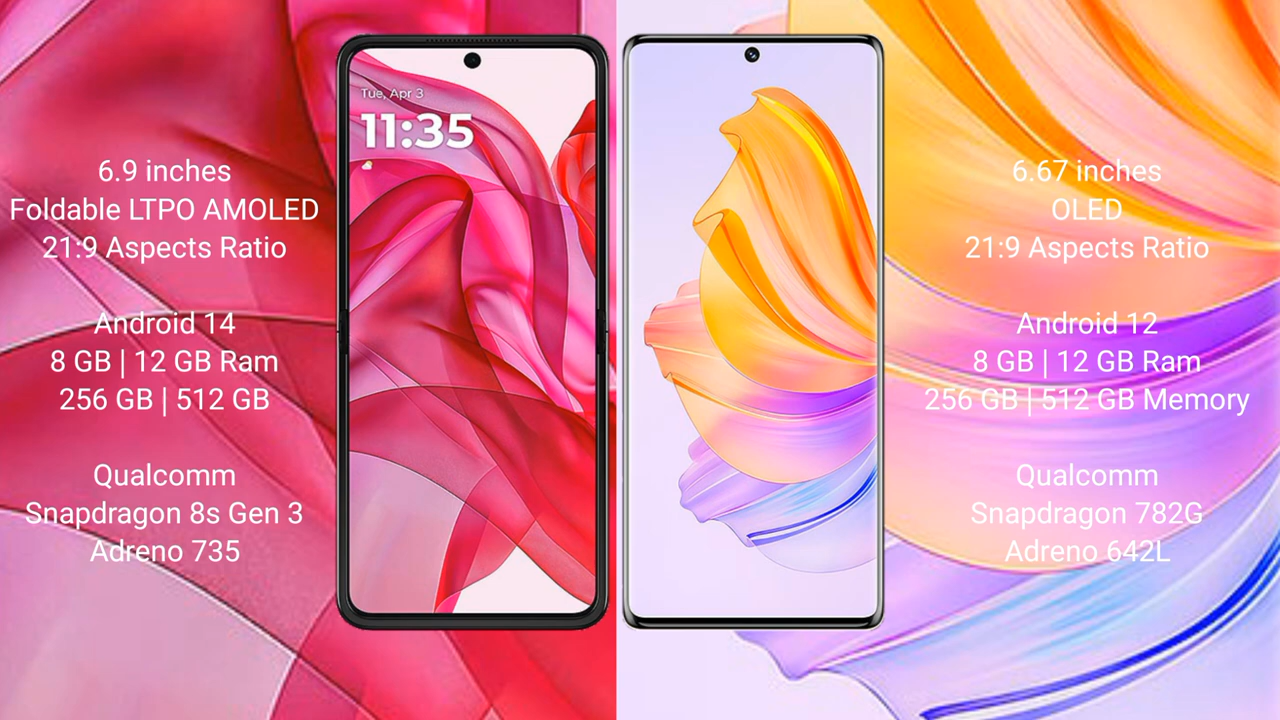 6.9 inches
Foldable LTPO AMOLED
21:9 Aspects Ratio
Android 14
8 GB | 12 GB Ram
256 GB | 512 GB
Qualcomm
Snapdragon 8s Gen 3
Adreno 735
Tue, Apr 3
11:35
6.67 inches
OLED
21:9 Aspects Ratio
Android 12
8 GB | 12 GB Ram
256 GB | 512 GB Memory
Qualcomm
Snapdragon 782G
Adreno 642L